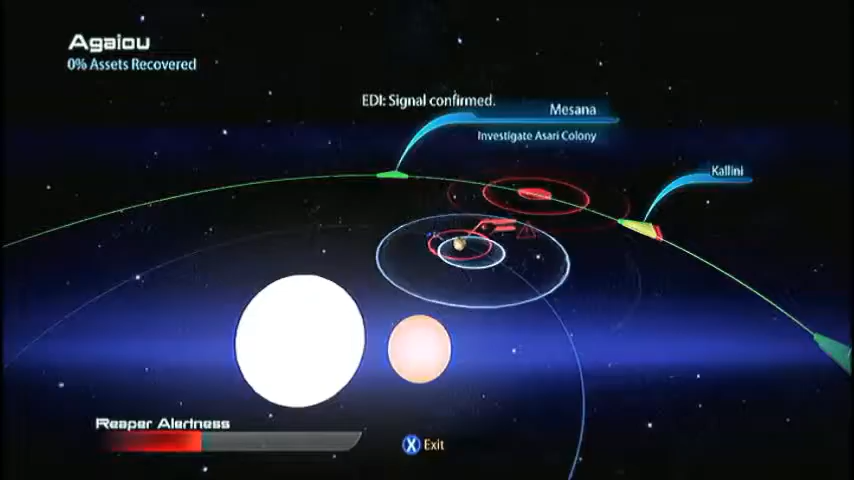 Agaiou
0% Assets Recovered
EDI: Signal confirmed.
Mesana
Investigate Asari Colony
Kallini
Reaper Alertness
X Exit